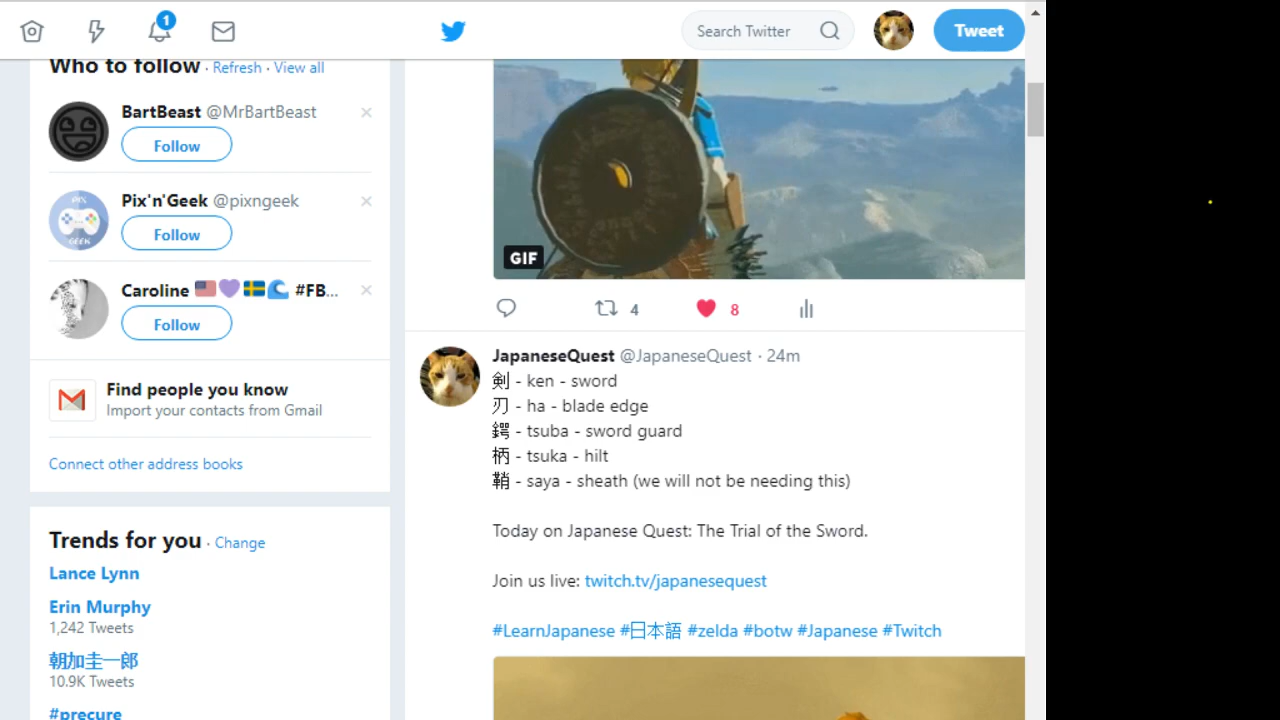 1
Search Twitter
Tweet
Who to follow · Refresh · View all
BartBeast @MrBartBeast
Follow
Pix'n'Geek @pixngeek
PIX
GEEK
Follow
Caroline 🇺🇸💜🇸🇪🌊 #FB...
Follow
Find people you know
Import your contacts from Gmail
Connect other address books
Trends for you · Change
Lance Lynn
Erin Murphy
1,242 Tweets
朝加圭一郎
10.9K Tweets
#precure
GIF
4
8
JapaneseQuest @JapaneseQuest · 24m
剣 - ken - sword
刃 - ha - blade edge
鍔 - tsuba - sword guard
柄 - tsuka - hilt
鞘 - saya - sheath (we will not be needing this)
Today on Japanese Quest: The Trial of the Sword.
Join us live: twitch.tv/japanesequest
#LearnJapanese #日本語 #zelda #botw #Japanese #Twitch